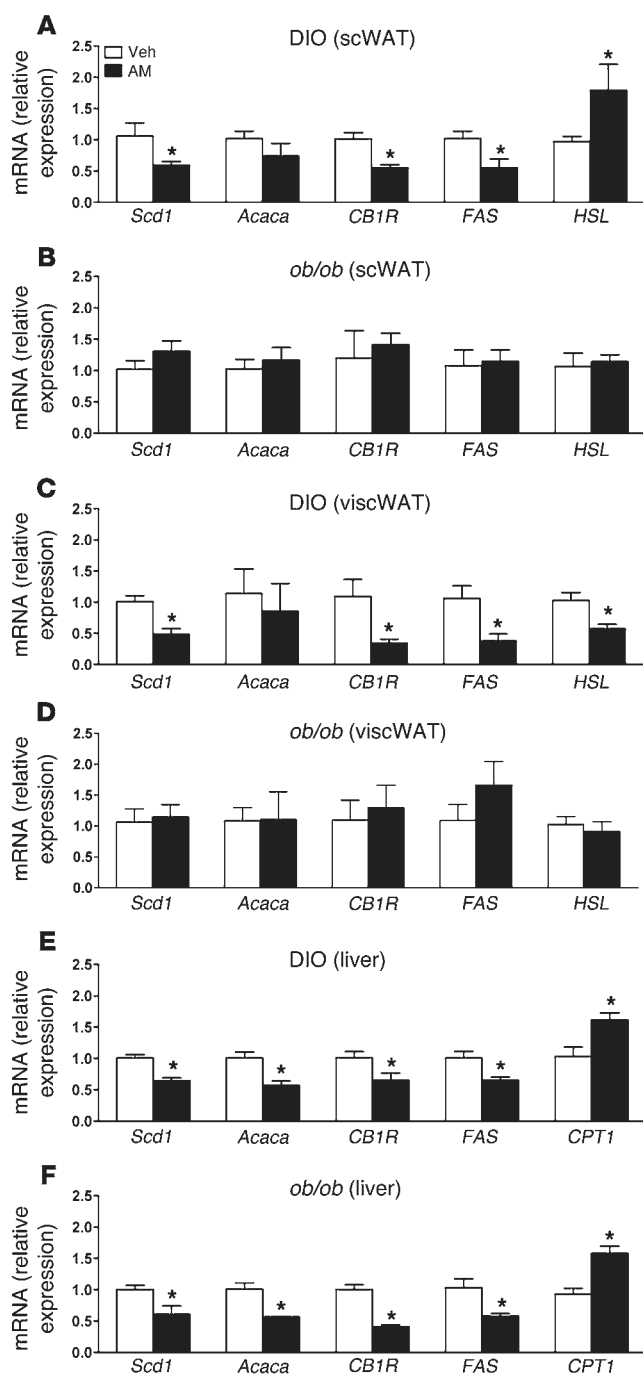 A
DIO (scWAT)
mRNA (relative
expression)
2.5
2.0
1.5
1.0
0.5
0.0
Veh
AM
*
*
*
*
Scd1 Acaca CB1R FAS HSL
B
ob/ob (scWAT)
mRNA (relative
expression)
2.5
2.0
1.5
1.0
0.5
0.0
Scd1 Acaca CB1R FAS HSL
C
DIO (viscWAT)
mRNA (relative
expression)
2.5
2.0
1.5
1.0
0.5
0.0
*
*
*
*
Scd1 Acaca CB1R FAS HSL
D
ob/ob (viscWAT)
mRNA (relative
expression)
2.5
2.0
1.5
1.0
0.5
0.0
Scd1 Acaca CB1R FAS HSL
E
DIO (liver)
mRNA (relative
expression)
2.5
2.0
1.5
1.0
0.5
0.0
*
*
*
*
*
Scd1 Acaca CB1R FAS CPT1
F
ob/ob (liver)
mRNA (relative
expression)
2.5
2.0
1.5
1.0
0.5
0.0
*
*
*
*
*
Scd1 Acaca CB1R FAS CPT1